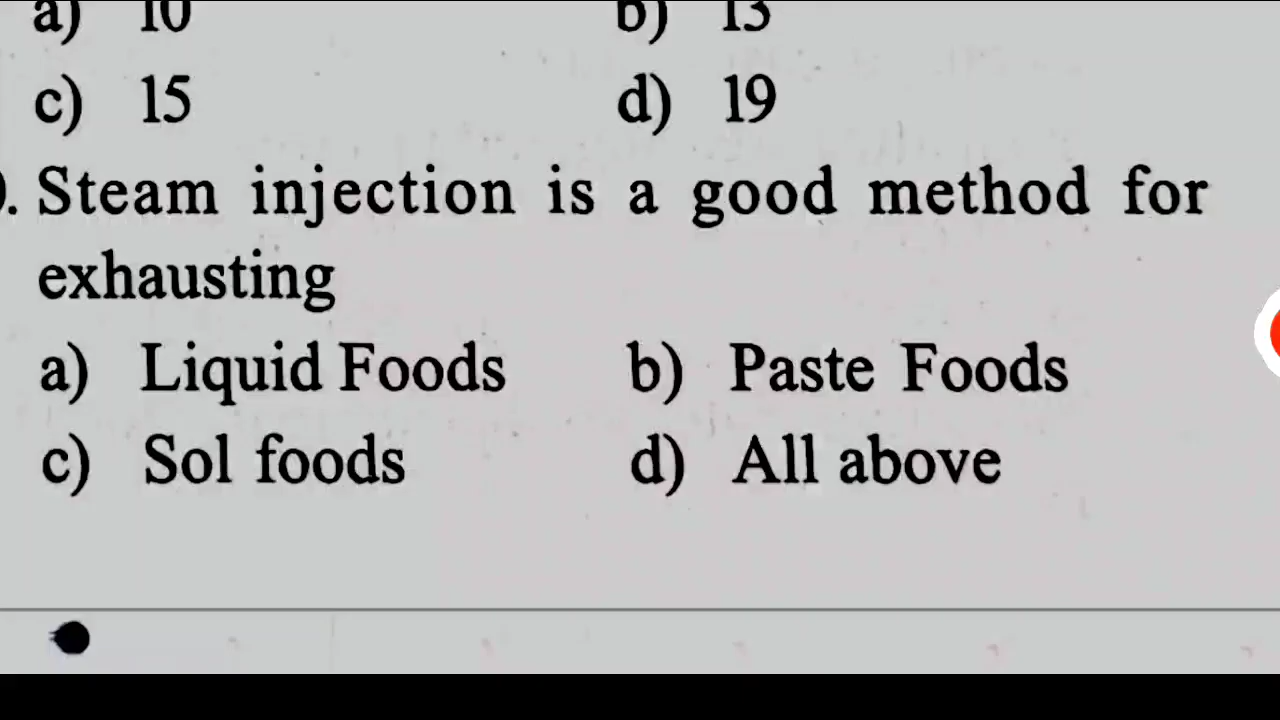 a) 10 b) 13
c) 15 d) 19
. Steam injection is a good method for
exhausting
a) Liquid Foods b) Paste Foods
c) Sol foods d) All above